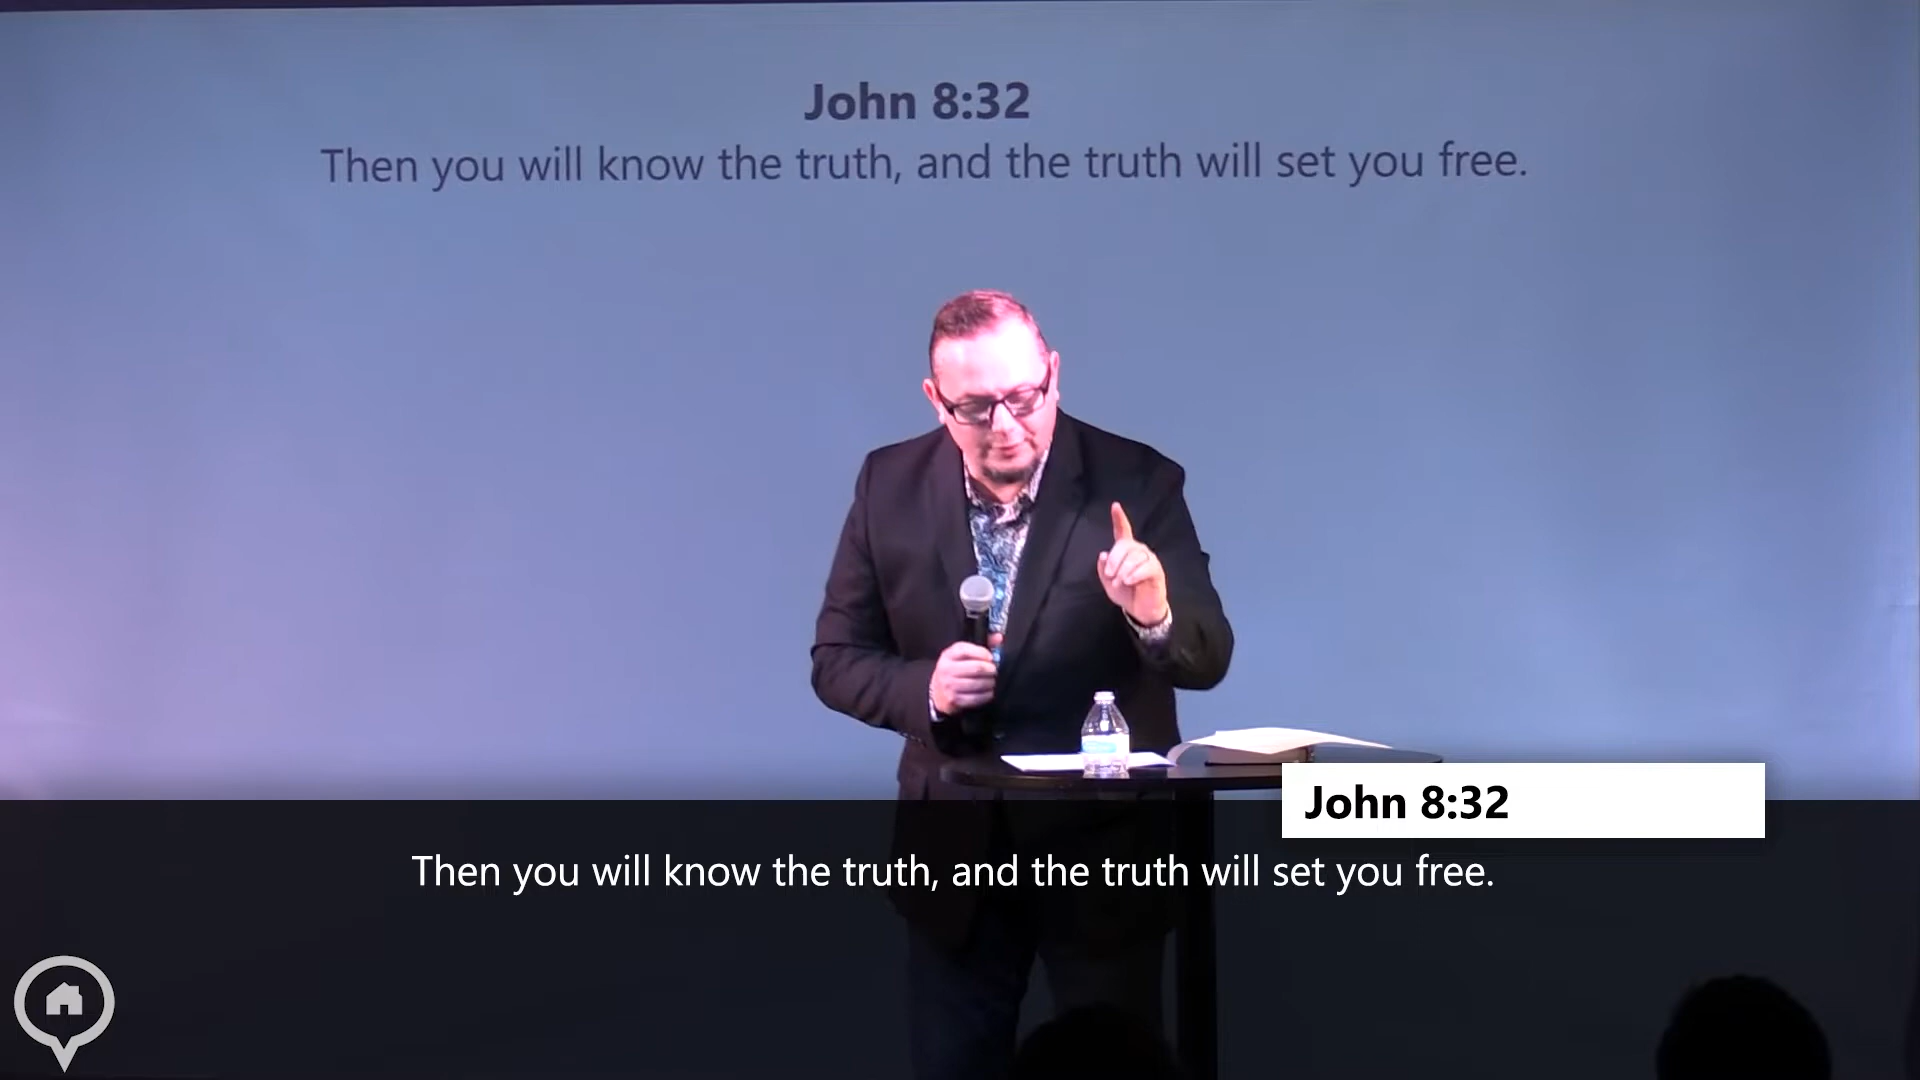 John 8:32
Then you will know the truth, and the truth will set you free.
John 8:32
Then you will know the truth, and the truth will set you free.